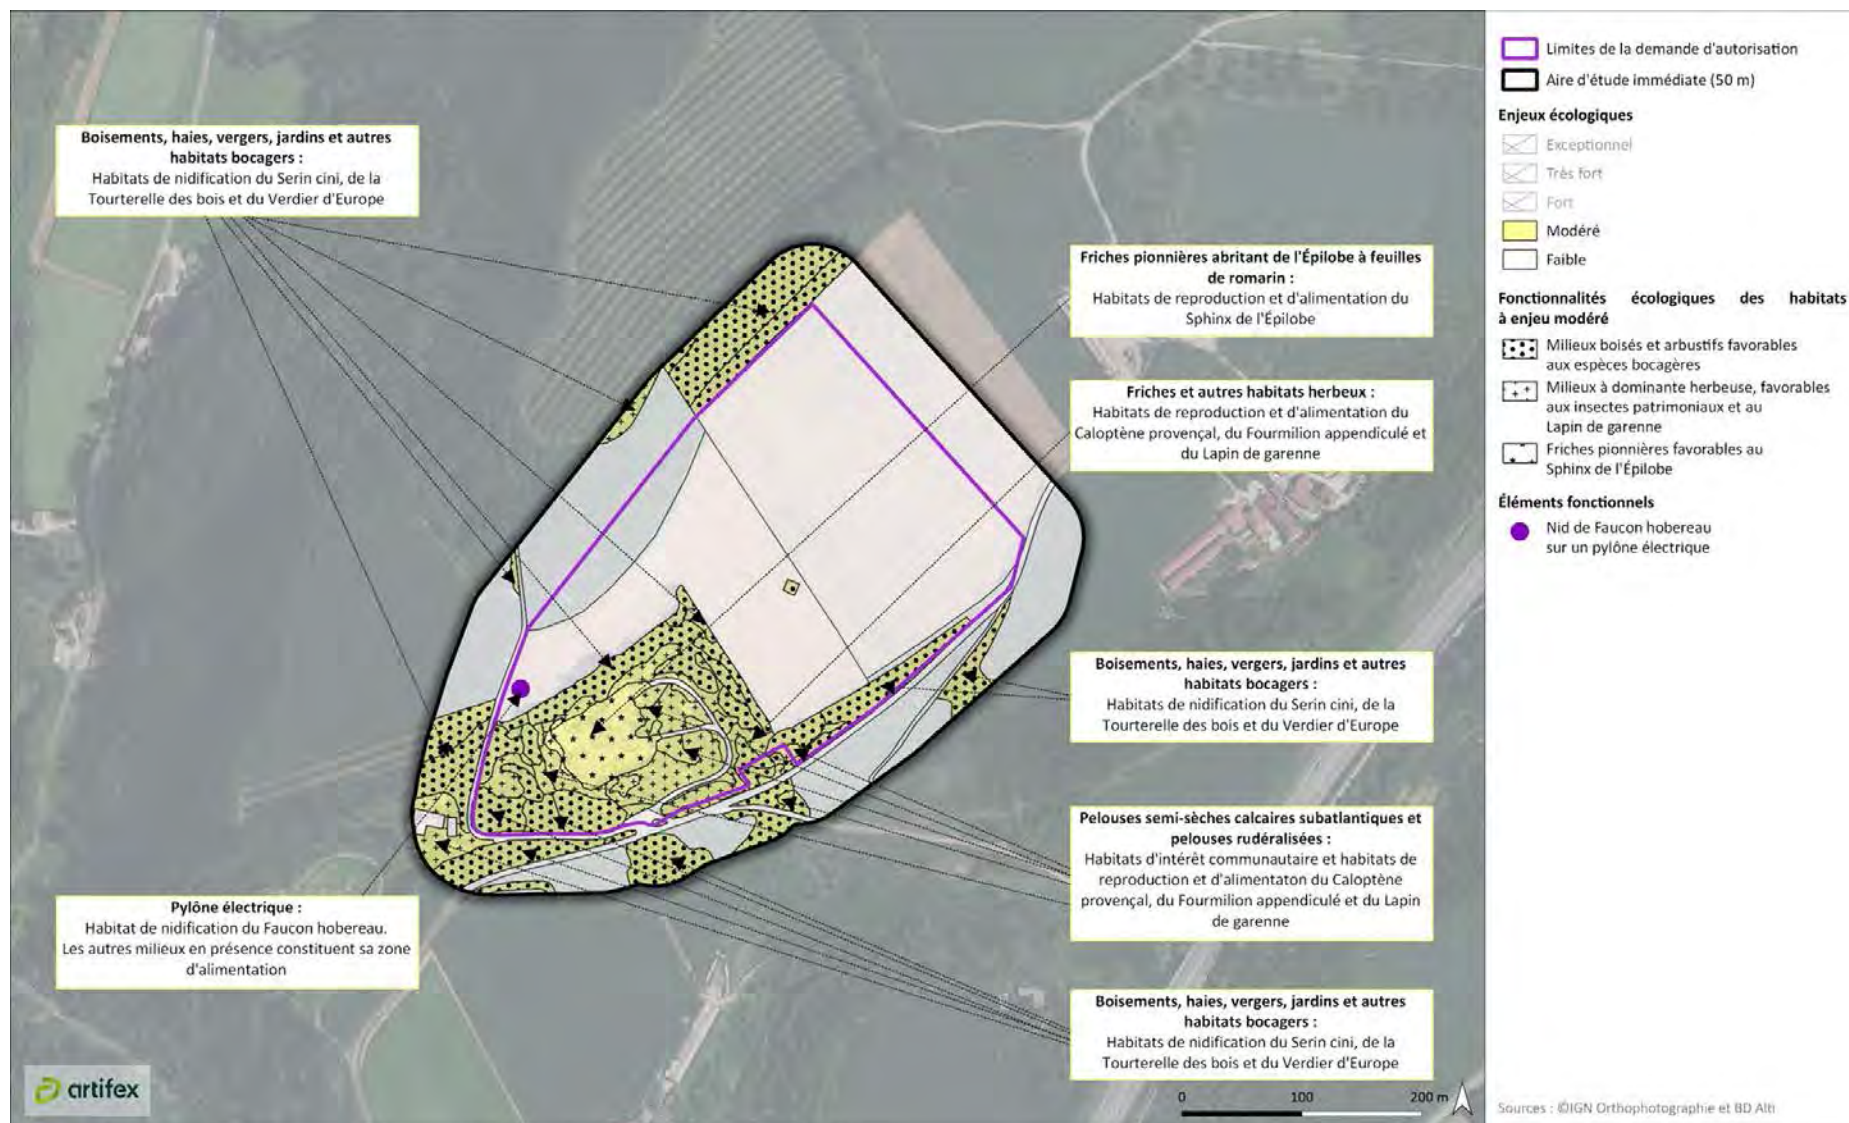 Boisements, haies, vergers, jardins et autres
habitats bocagers :
Habitats de nidification du Serin cini, de la
Tourterelle des bois et du Verdier d'Europe
Friches pionnières abritant de l'Épilobe à feuilles
de romarin :
Habitats de reproduction et d'alimentation du
Sphinx de l'Épilobe
Friches et autres habitats herbeux :
Habitats de reproduction et d'alimentation du
Caloptène provençal, du Fourmilion appendiculé et
du Lapin de garenne
Boisements, haies, vergers, jardins et autres
habitats bocagers :
Habitats de nidification du Serin cini, de la
Tourterelle des bois et du Verdier d'Europe
Pelouses semi-sèches calcaires subatlantiques et
pelouses rudéralisées :
Habitats d'intérêt communautaire et habitats de
reproduction et d'alimentaton du Caloptène
provençal, du Fourmilion appendiculé et du Lapin
de garenne
Pylône électrique :
Habitat de nidification du Faucon hobereau.
Les autres milieux en présence constituent sa zone
d'alimentation
Boisements, haies, vergers, jardins et autres
habitats bocagers :
Habitats de nidification du Serin cini, de la
Tourterelle des bois et du Verdier d'Europe
artifex
0 100 200 m
Limites de la demande d'autorisation
Aire d'étude immédiate (50 m)
Enjeux écologiques
Exceptionnel
Très fort
Fort
Modéré
Faible
Fonctionnalités écologiques des habitats
à enjeu modéré
Milieux boisés et arbustifs favorables
aux espèces bocagères
Milieux à dominante herbeuse, favorables
aux insectes patrimoniaux et au
Lapin de garenne
Friches pionnières favorables au
Sphinx de l'Épilobe
Éléments fonctionnels
Nid de Faucon hobereau
sur un pylône électrique
Sources : ©IGN Orthophotographie et BD Alti